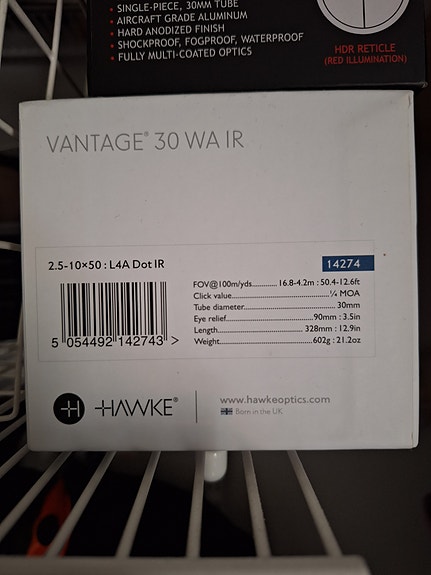 • SINGLE-PIECE, 30MM TUBE
• AIRCRAFT GRADE ALUMINUM
• HARD ANODIZED FINISH
• SHOCKPROOF, FOGPROOF, WATERPROOF
• FULLY MULTI-COATED OPTICS
HDR RETICLE
(RED ILLUMINATION)
VANTAGE® 30 WA IR
2.5-10×50 : L4A Dot IR
14274
FOV@100m/yds............ 16.8-4.2m : 50.4-12.6ft
Click value................................¼ MOA
Tube diameter................................30mm
Eye relief................................90mm : 3.5in
Length................................328mm : 12.9in
Weight................................602g : 21.2oz
5 054492 142743 >
H HAWKE®
www.hawkeoptics.com
Born in the UK